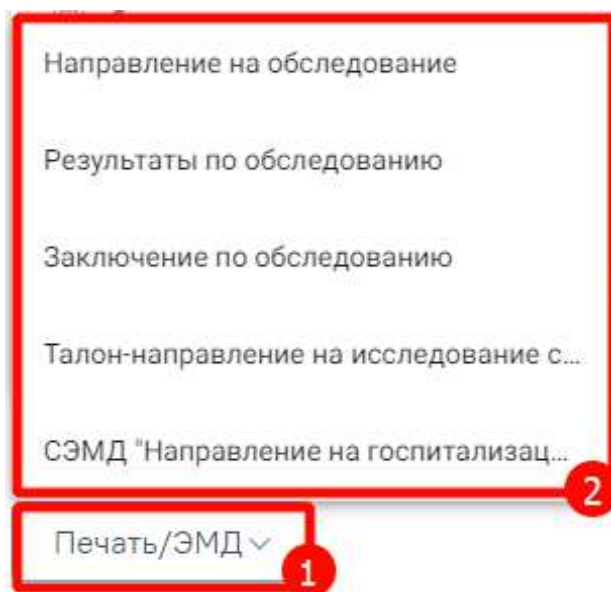 Направление на обследование
Результаты по обследованию
Заключение по обследованию
Талон-направление на исследование с...
СЭМД "Направление на госпитализац...
2
Печать/ЭМД
1